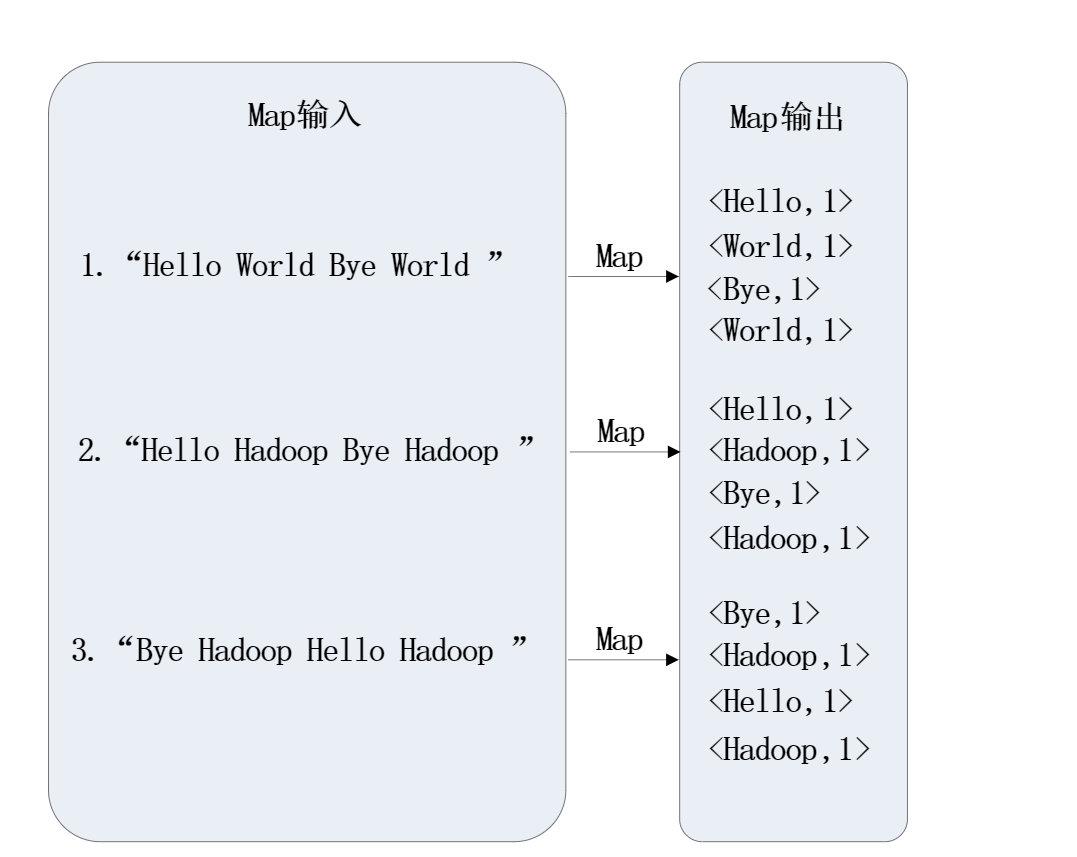 Map输入
1. “Hello World Bye World ”
Map
2. “Hello Hadoop Bye Hadoop ”
Map
3. “Bye Hadoop Hello Hadoop ”
Map
Map输出
<Hello,1>
<World,1>
<Bye,1>
<World,1>
<Hello,1>
<Hadoop,1>
<Bye,1>
<Hadoop,1>
<Bye,1>
<Hadoop,1>
<Hello,1>
<Hadoop,1>